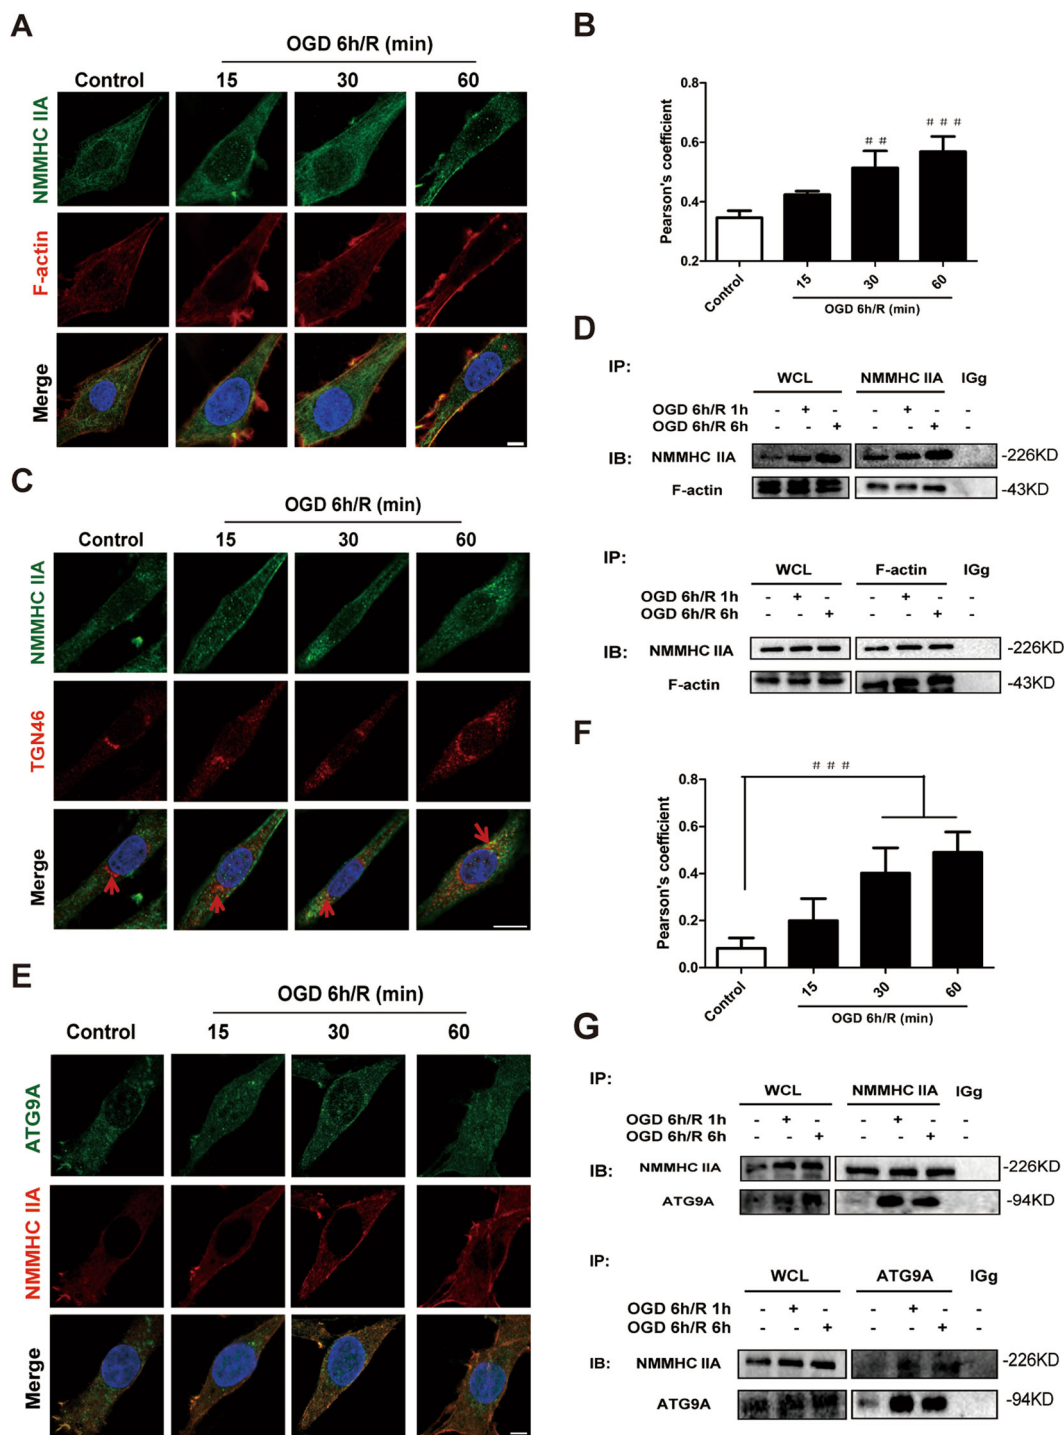 A
OGD 6h/R (min)
Control 15 30 60
NMMHC IIA
F-actin
Merge
B
Pearson's coefficient
0.8
0.6
0.4
0.2
# #
# # #
Control 15 30 60
OGD 6h/R (min)
C
OGD 6h/R (min)
Control 15 30 60
NMMHC IIA
TGN46
Merge
D
IP:
WCL NMMHC IIA IGg
OGD 6h/R 1h - + - - + - -
OGD 6h/R 6h - - + - - + -
IB: NMMHC IIA -226KD
F-actin -43KD
IP:
WCL F-actin IGg
OGD 6h/R 1h - + - - + - -
OGD 6h/R 6h - - + - - + -
IB: NMMHC IIA -226KD
F-actin -43KD
E
OGD 6h/R (min)
Control 15 30 60
ATG9A
NMMHC IIA
Merge
F
Pearson's coefficient
0.8
0.6
0.4
0.2
0.0
# # #
Control 15 30 60
OGD 6h/R (min)
G
IP:
WCL NMMHC IIA IGg
OGD 6h/R 1h - + - - + - -
OGD 6h/R 6h - - + - - + -
IB: NMMHC IIA -226KD
ATG9A -94KD
IP:
WCL ATG9A IGg
OGD 6h/R 1h - + - - + - -
OGD 6h/R 6h - - + - - + -
IB: NMMHC IIA -226KD
ATG9A -94KD